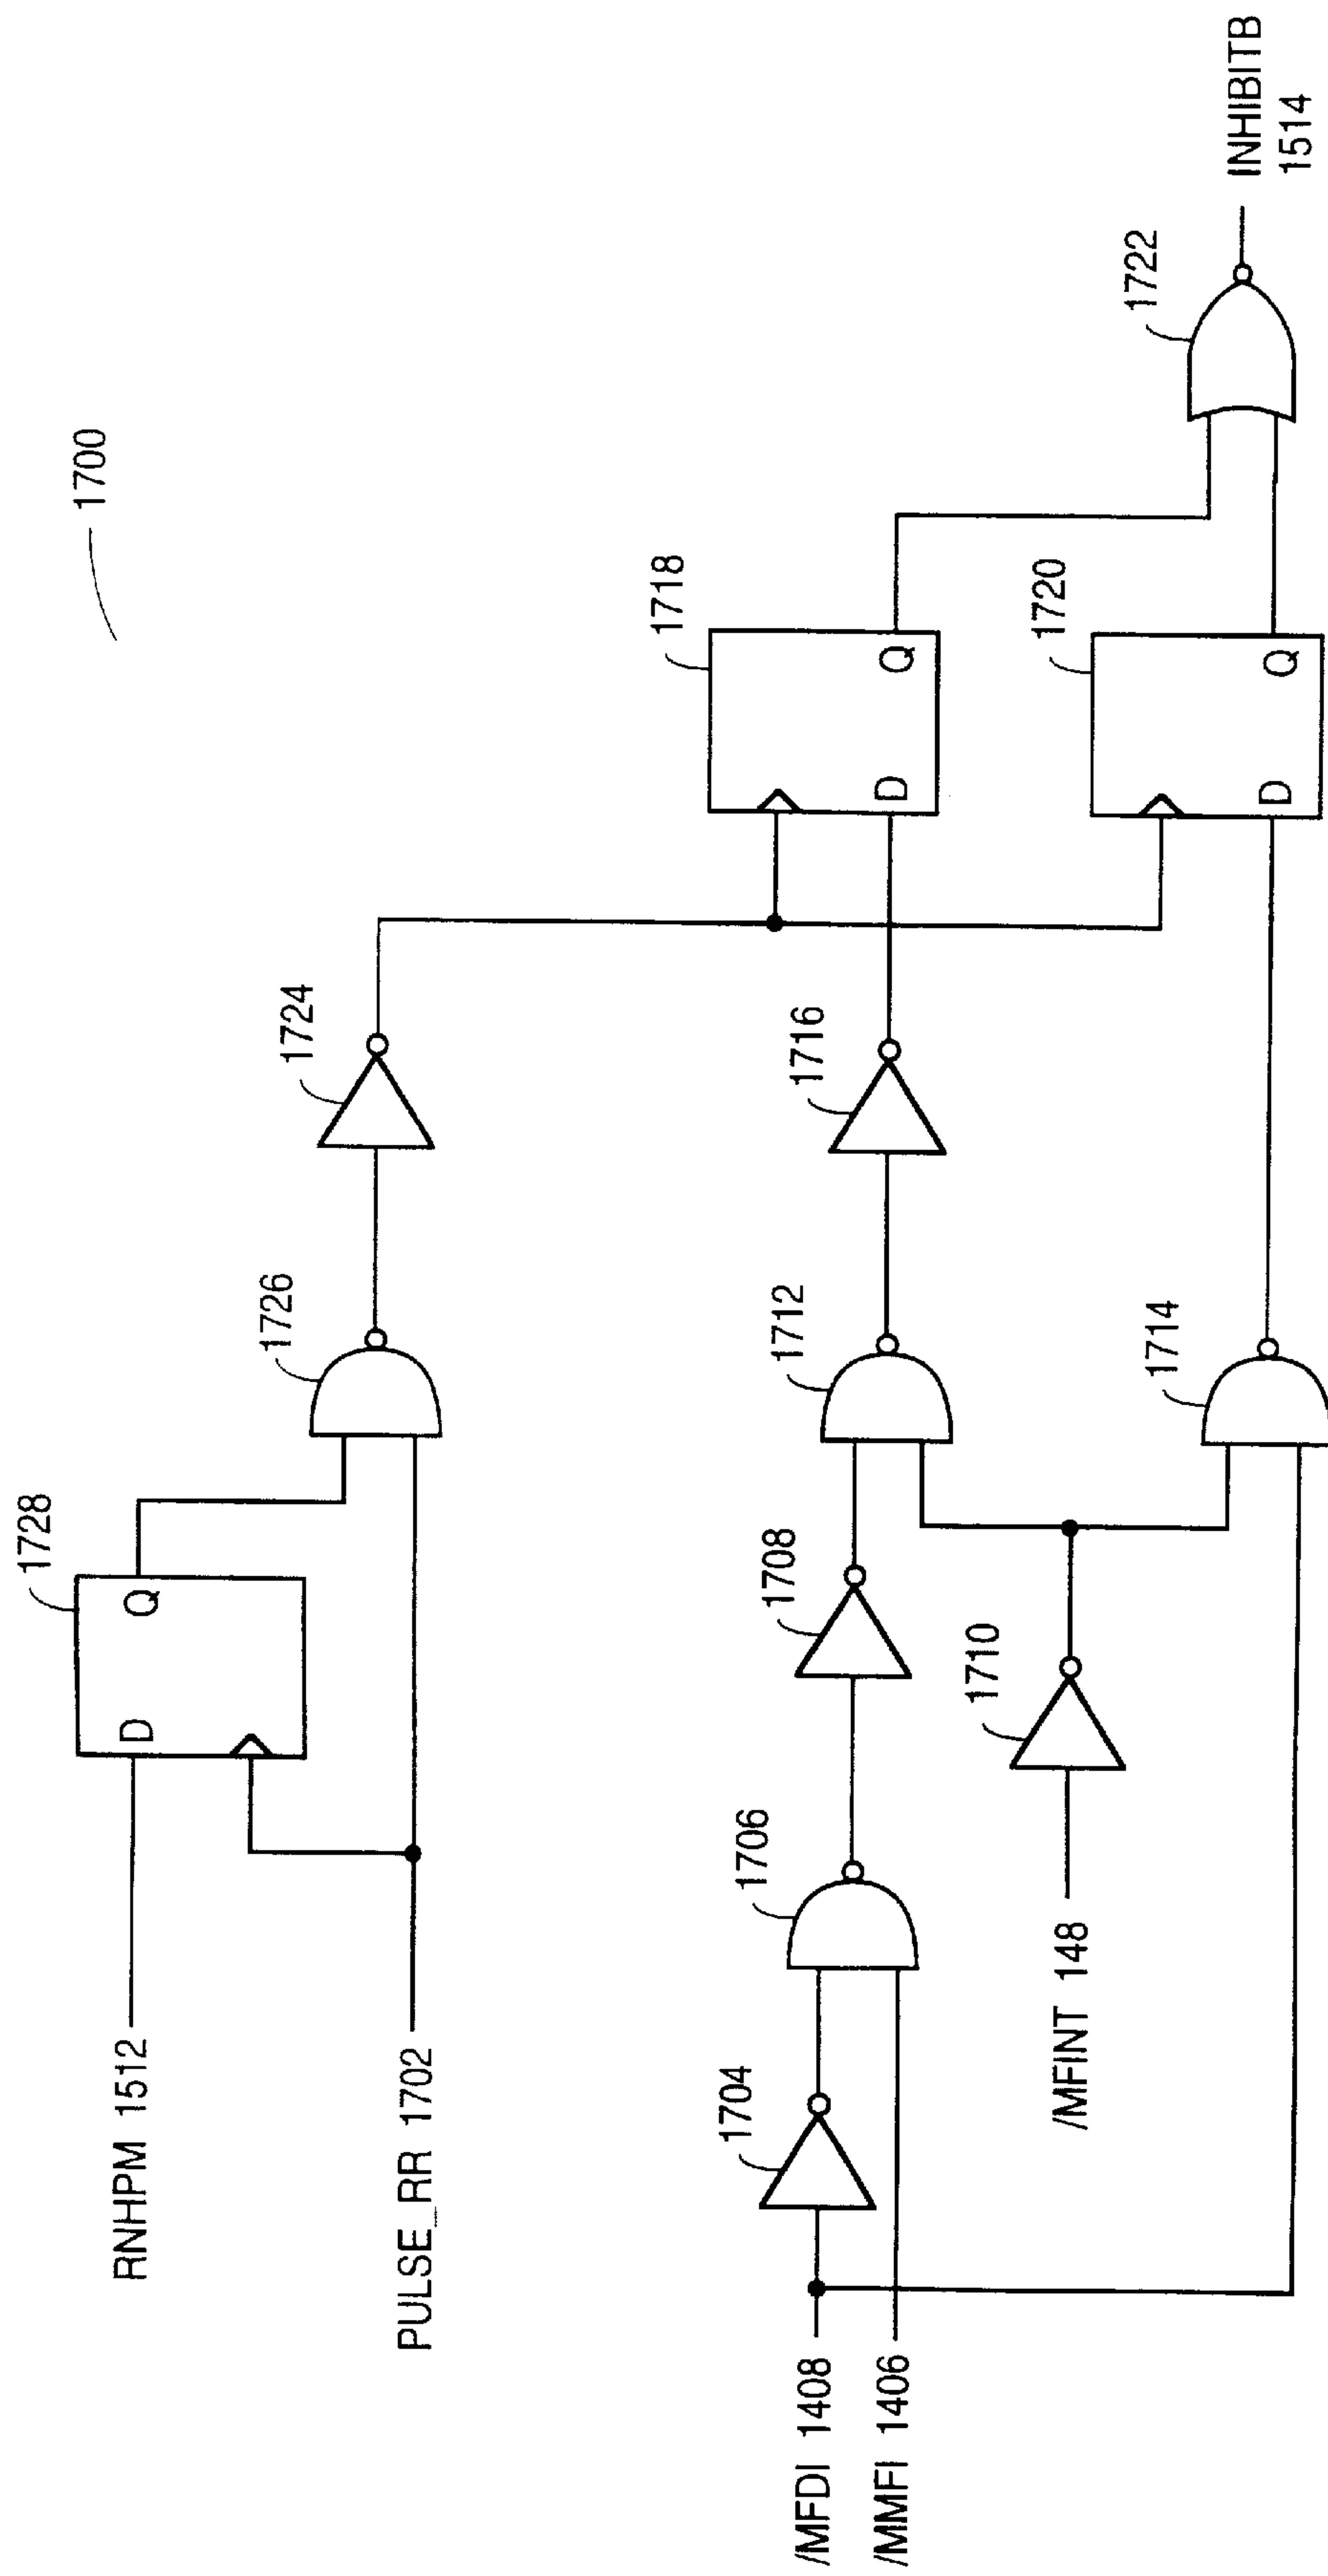 1700
RNHPM 1512
1728
D
Q
1726
1724
PULSE_RR 1702
/MFDI 1408
/MMFI 1406
1704
1706
1708
1712
1716
1718
D
Q
/MFINT 148
1710
1714
1720
D
Q
1722
INHIBITB
1514